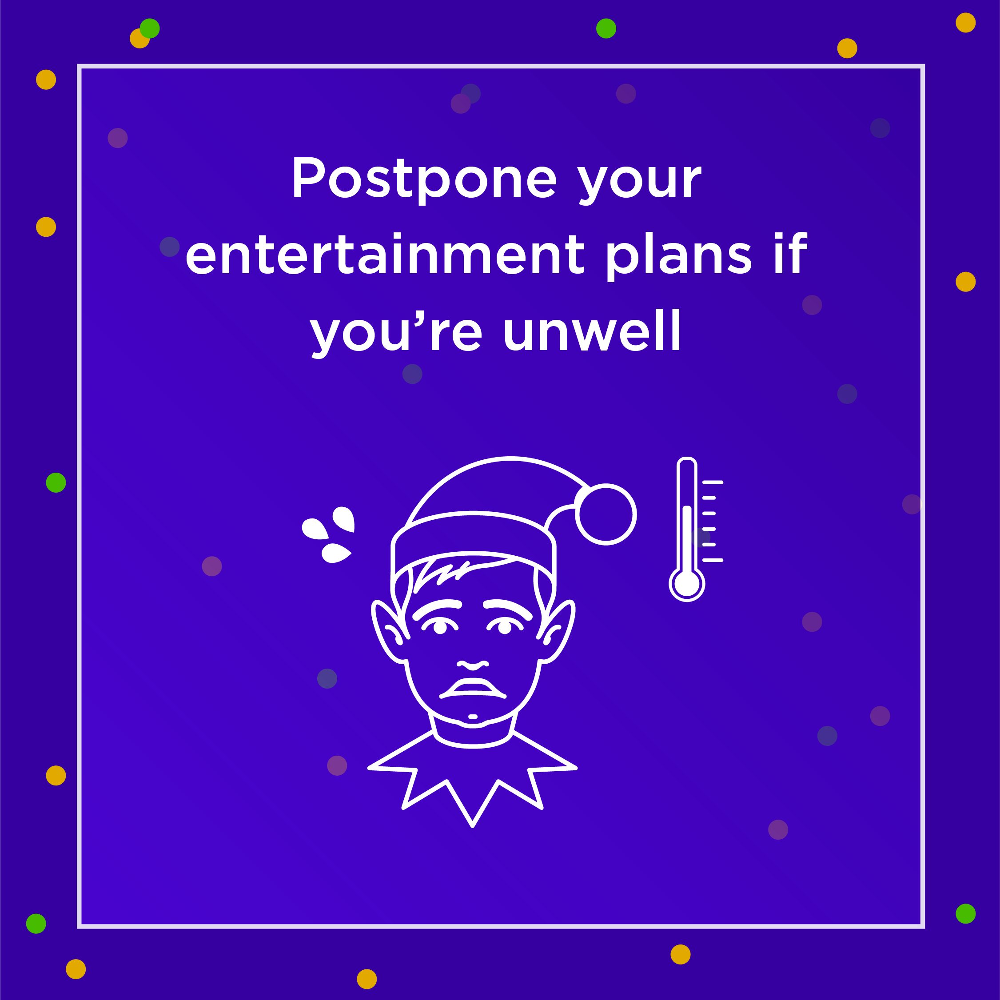 Postpone your
entertainment plans if
you’re unwell